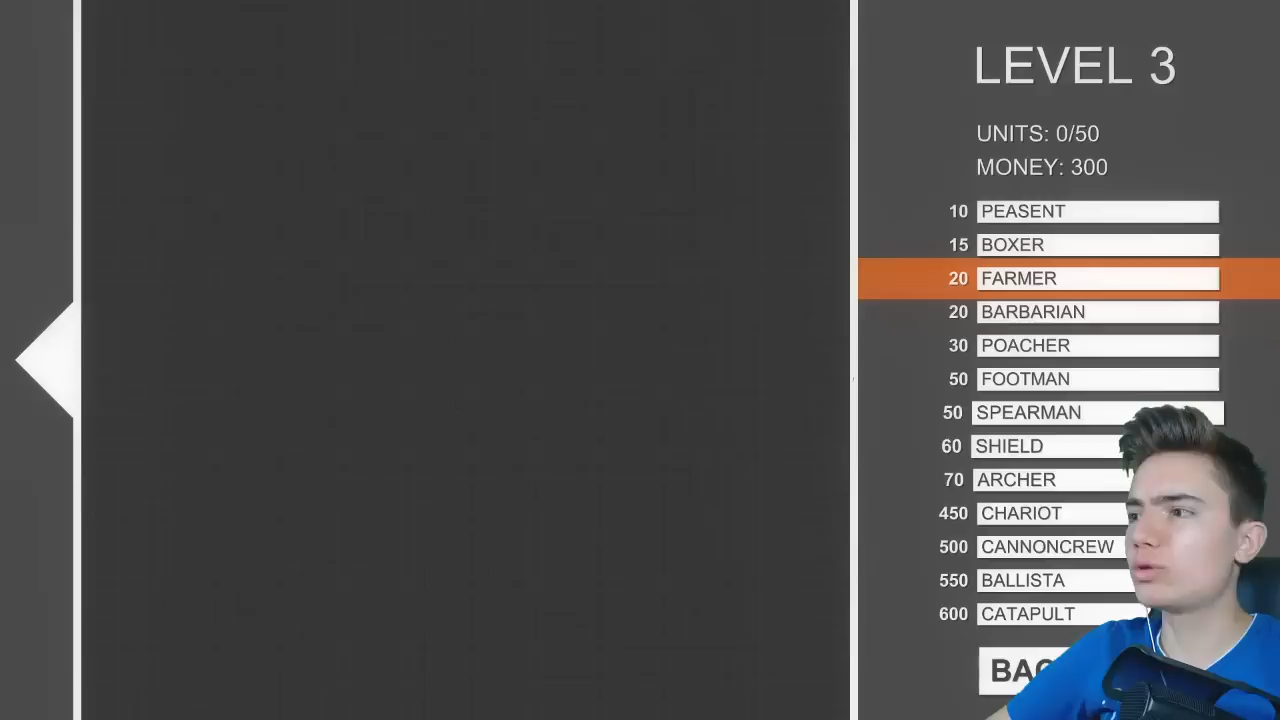 LEVEL 3
UNITS: 0/50
MONEY: 300
10 PEASENT
15 BOXER
20 FARMER
20 BARBARIAN
30 POACHER
50 FOOTMAN
50 SPEARMAN
60 SHIELD
70 ARCHER
450 CHARIOT
500 CANNONCREW
550 BALLISTA
600 CATAPULT